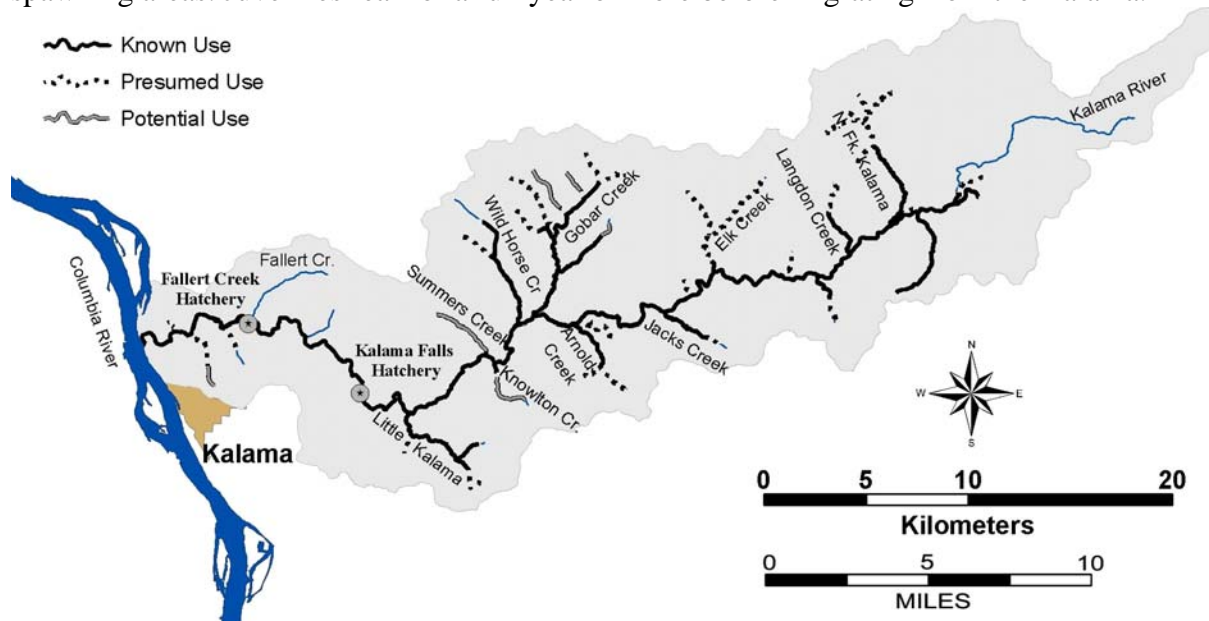 Known Use
Presumed Use
Potential Use
Columbia River
Fallert Creek
Hatchery
Fallert Cr.
Kalama
Kalama Falls
Hatchery
Little Kalama
Summers Creek
Knowlton Cr.
Wild Horse Cr
Gobar Creek
Arnold
Creek
Jacks Creek
Elk Creek
Langdon Creek
N. Fk. Kalama
Kalama River
N
W
E
S
0 5 10 20
Kilometers
0 5 10
MILES